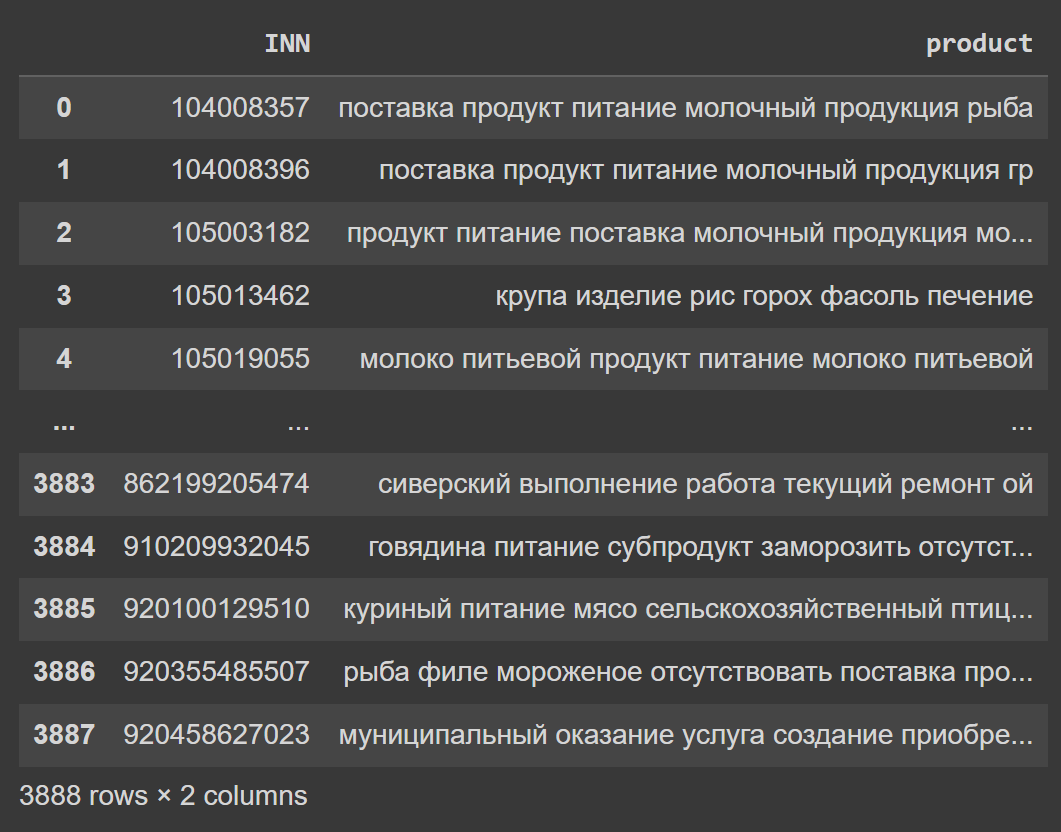 INN product
0 104008357 поставка продукт питание молочный продукция рыба
1 104008396 поставка продукт питание молочный продукция гр
2 105003182 продукт питание поставка молочный продукция мо...
3 105013462 крупа изделие рис горох фасоль печение
4 105019055 молоко питьевой продукт питание молоко питьевой
... ... ...
3883 862199205474 сиверский выполнение работа текущий ремонт ой
3884 910209932045 говядина питание субпродукт заморозить отсутст...
3885 920100129510 куриный питание мясо сельскохозяйственный птиц...
3886 920355485507 рыба филе мороженое отсутствовать поставка про...
3887 920458627023 муниципальный оказание услуга создание приобре...
3888 rows × 2 columns